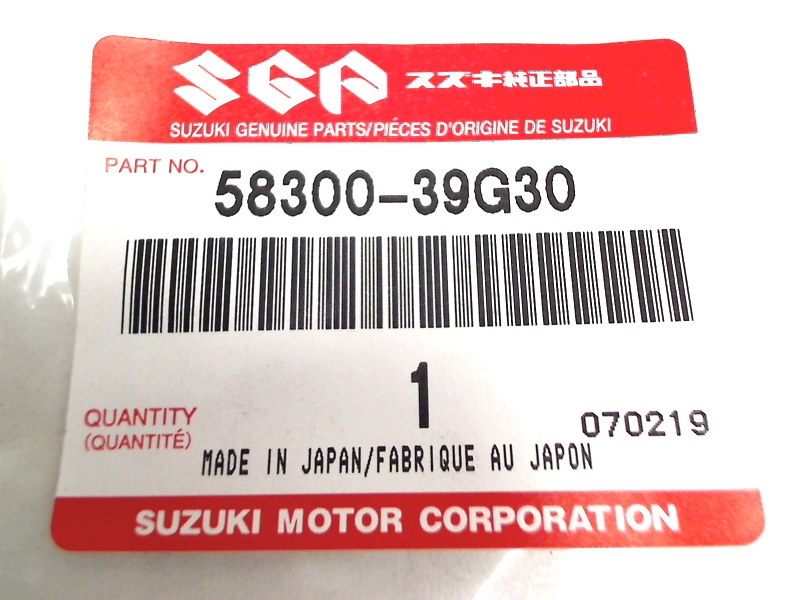 SGP スズキ純正部品
SUZUKI GENUINE PARTS/PIÉCES D'ORIGINE DE SUZUKI
PART NO. 58300-39G30
1
QUANTITY
(QUANTITÉ)
070219
MADE IN JAPAN/FABRIQUE AU JAPON
SUZUKI MOTOR CORPORATION